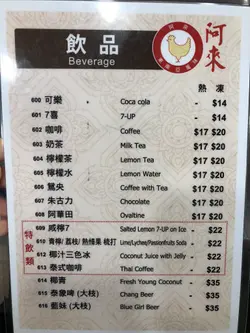 飲品
Beverage
阿來
熱 凍
600 可樂 Coca cola - $14
601 7喜 7-UP - $14
602 咖啡 Coffee $17 $20
603 奶茶 Milk Tea $17 $20
604 檸檬茶 Lemon Tea $17 $20
605 檸檬水 Lemon Water $17 $20
606 鴛央 Coffee with Tea $17 $20
607 朱古力 Chocolate $17 $20
608 阿華田 Ovaltine $17 $20
特飲類
609 咸檸7 Salted Lemon 7-UP on Ice - $22
610 青檸/荔枝/熱情果 梳打 Lime/Lychee/Passionfruits Soda - $22
612 椰汁三色冰 Coconut Juice with Jelly - $22
613 泰式咖啡 Thai Coffee - $22
614 椰青 Fresh Young Coconut - $35
615 泰象啤 (大枝) Chang Beer - $35
616 藍妹 (大枝) Blue Girl Beer - $35